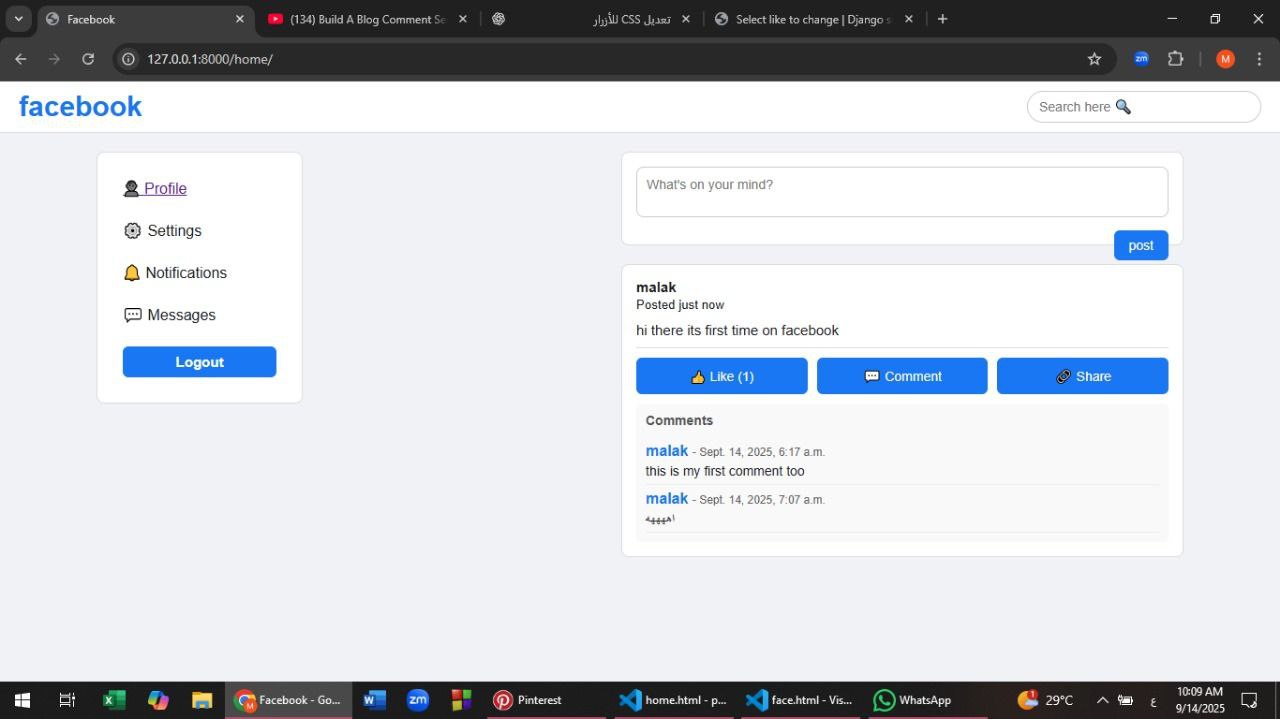 Facebook
(134) Build A Blog Comment Se
تعديل CSS للأزرار
Select like to change | Django s
127.0.0.1:8000/home/
zm
M
facebook
Search here
Profile
Settings
Notifications
Messages
Logout
What's on your mind?
post
malak
Posted just now
hi there its first time on facebook
Like (1)
Comment
Share
Comments
malak - Sept. 14, 2025, 6:17 a.m.
this is my first comment too
malak - Sept. 14, 2025, 7:07 a.m.
Facebook - Go...
zm
Pinterest
home.html - p...
face.html - Vis...
WhatsApp
1
29°C
ع
10:09 AM
9/14/2025